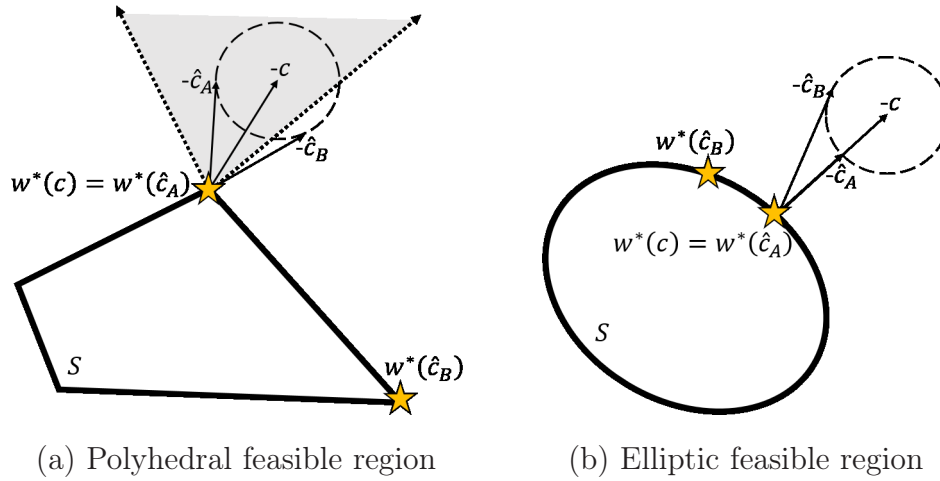 -ĉ_A
-c
-ĉ_B
w*(c) = w*(ĉ_A)
S
w*(ĉ_B)
(a) Polyhedral feasible region
-ĉ_B
-c
w*(ĉ_B)
-ĉ_A
w*(c) = w*(ĉ_A)
S
(b) Elliptic feasible region